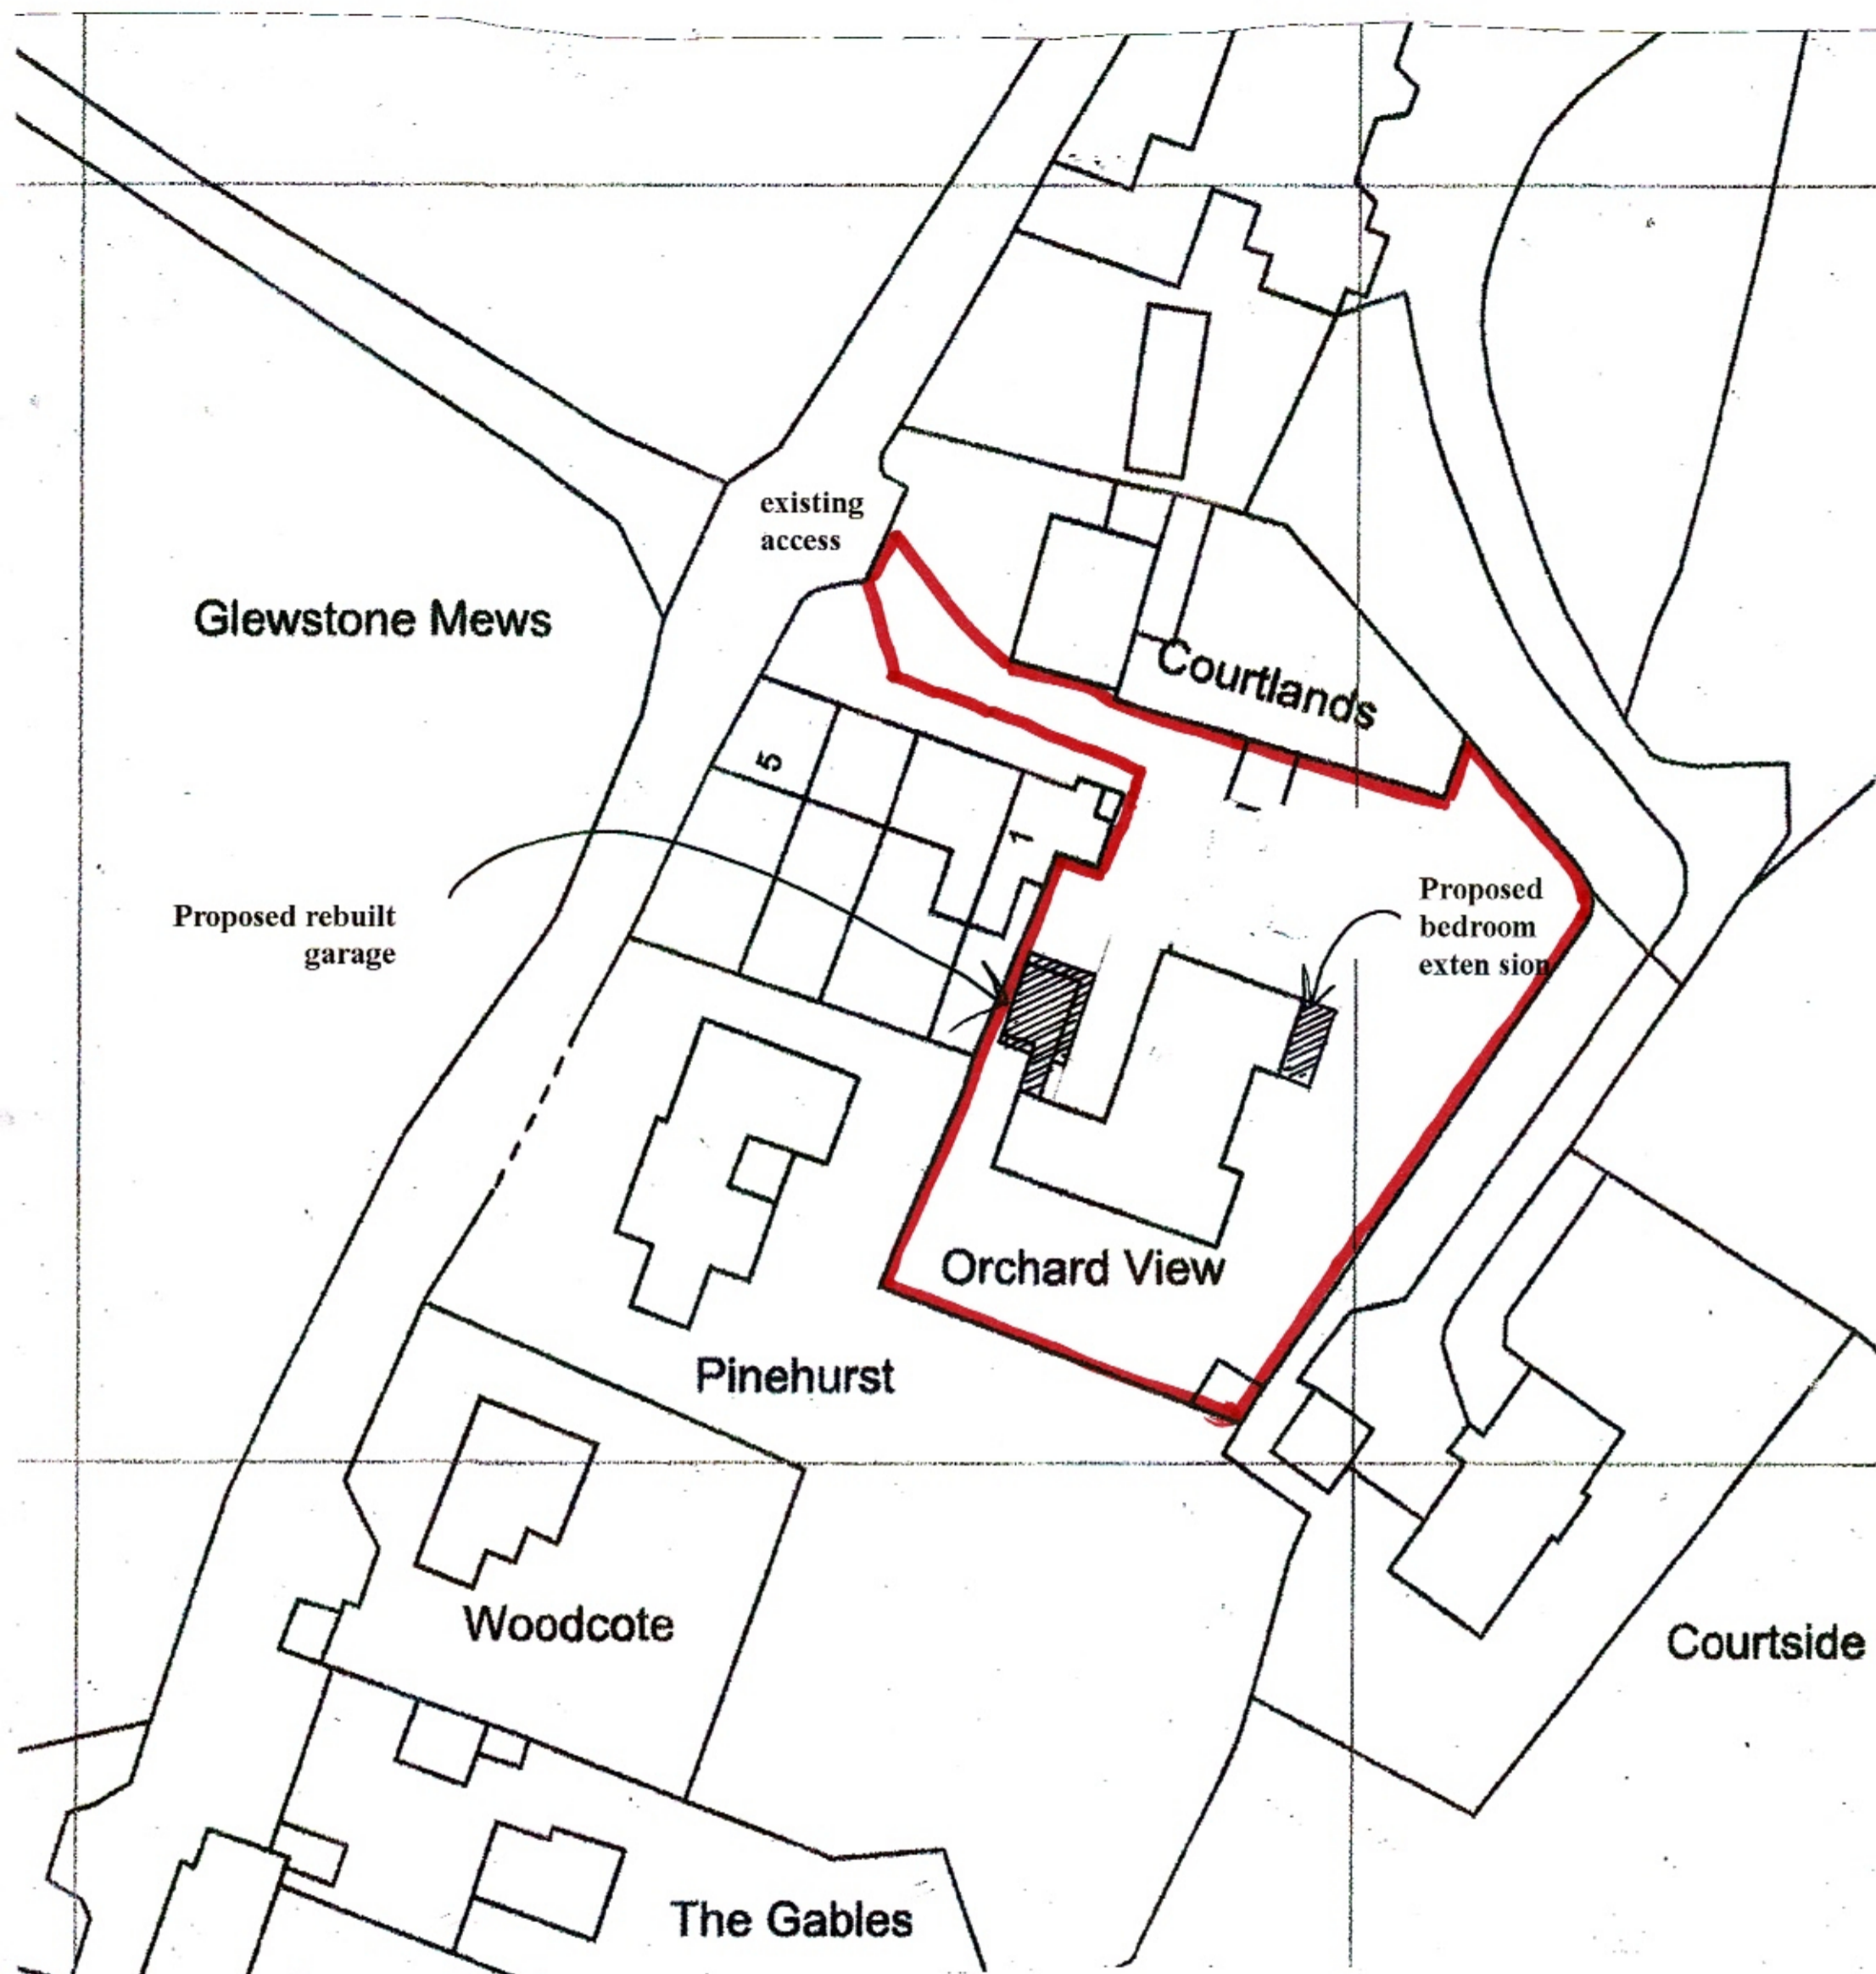 existing
access
Glewstone Mews
Courtlands
5
1
Proposed rebuilt
garage
Proposed
bedroom
exten sion
Orchard View
Pinehurst
Woodcote
Courtside
The Gables